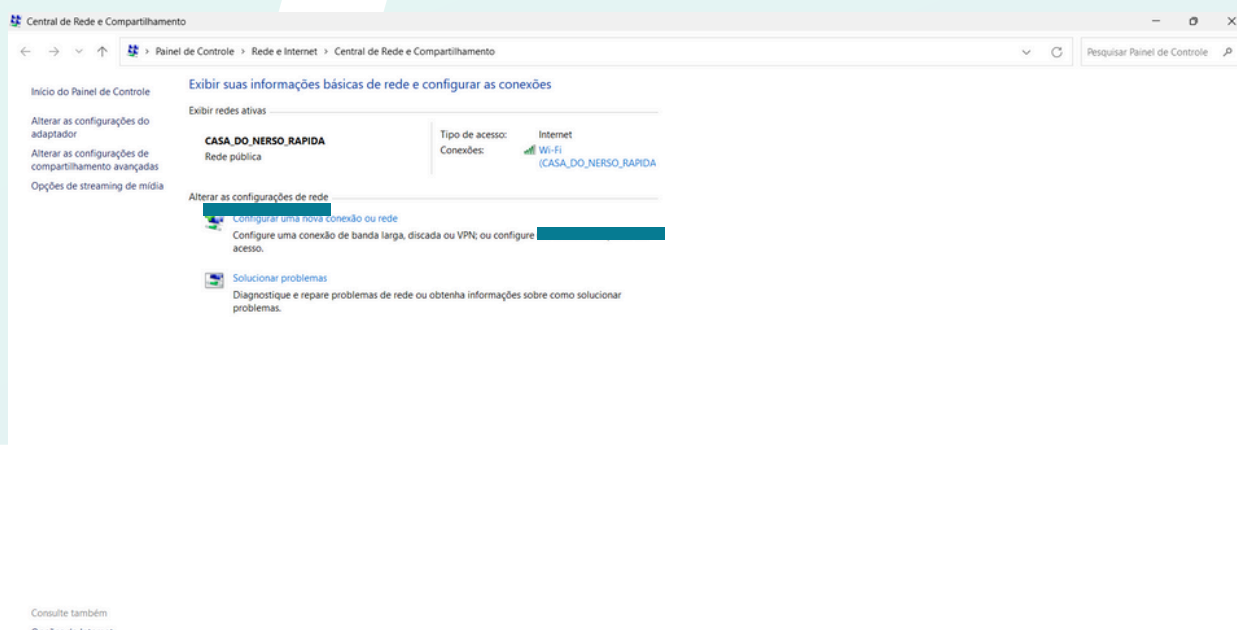 Central de Rede e Compartilhamento
Painel de Controle > Rede e Internet > Central de Rede e Compartilhamento
Pesquisar Painel de Controle
Início do Painel de Controle
Alterar as configurações do
adaptador
Alterar as configurações de
compartilhamento avançadas
Opções de streaming de mídia
Exibir suas informações básicas de rede e configurar as conexões
Exibir redes ativas
CASA_DO_NERSO_RAPIDA
Rede pública
Tipo de acesso: Internet
Conexões: Wi-Fi
(CASA_DO_NERSO_RAPIDA
Alterar as configurações de rede
Configurar uma nova conexão ou rede
Configure uma conexão de banda larga, discada ou VPN; ou configure
acesso.
Solucionar problemas
Diagnostique e repare problemas de rede ou obtenha informações sobre como solucionar
problemas.
Consulte também